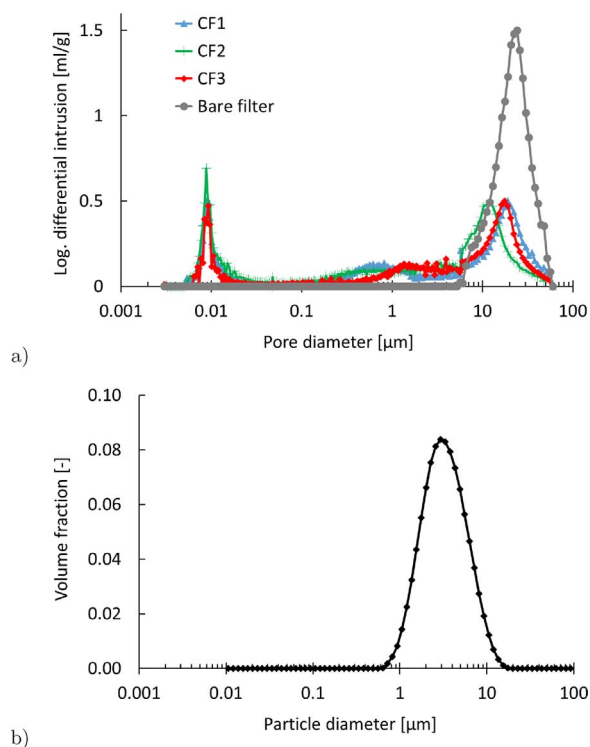 CF1
CF2
CF3
Bare filter
Log. differential intrusion [ml/g]
1.5
1
0.5
0
0.001 0.01 0.1 1 10 100
Pore diameter [µm]
a)
Volume fraction [-]
0.10
0.08
0.06
0.04
0.02
0.00
0.001 0.01 0.1 1 10 100
Particle diameter [µm]
b)